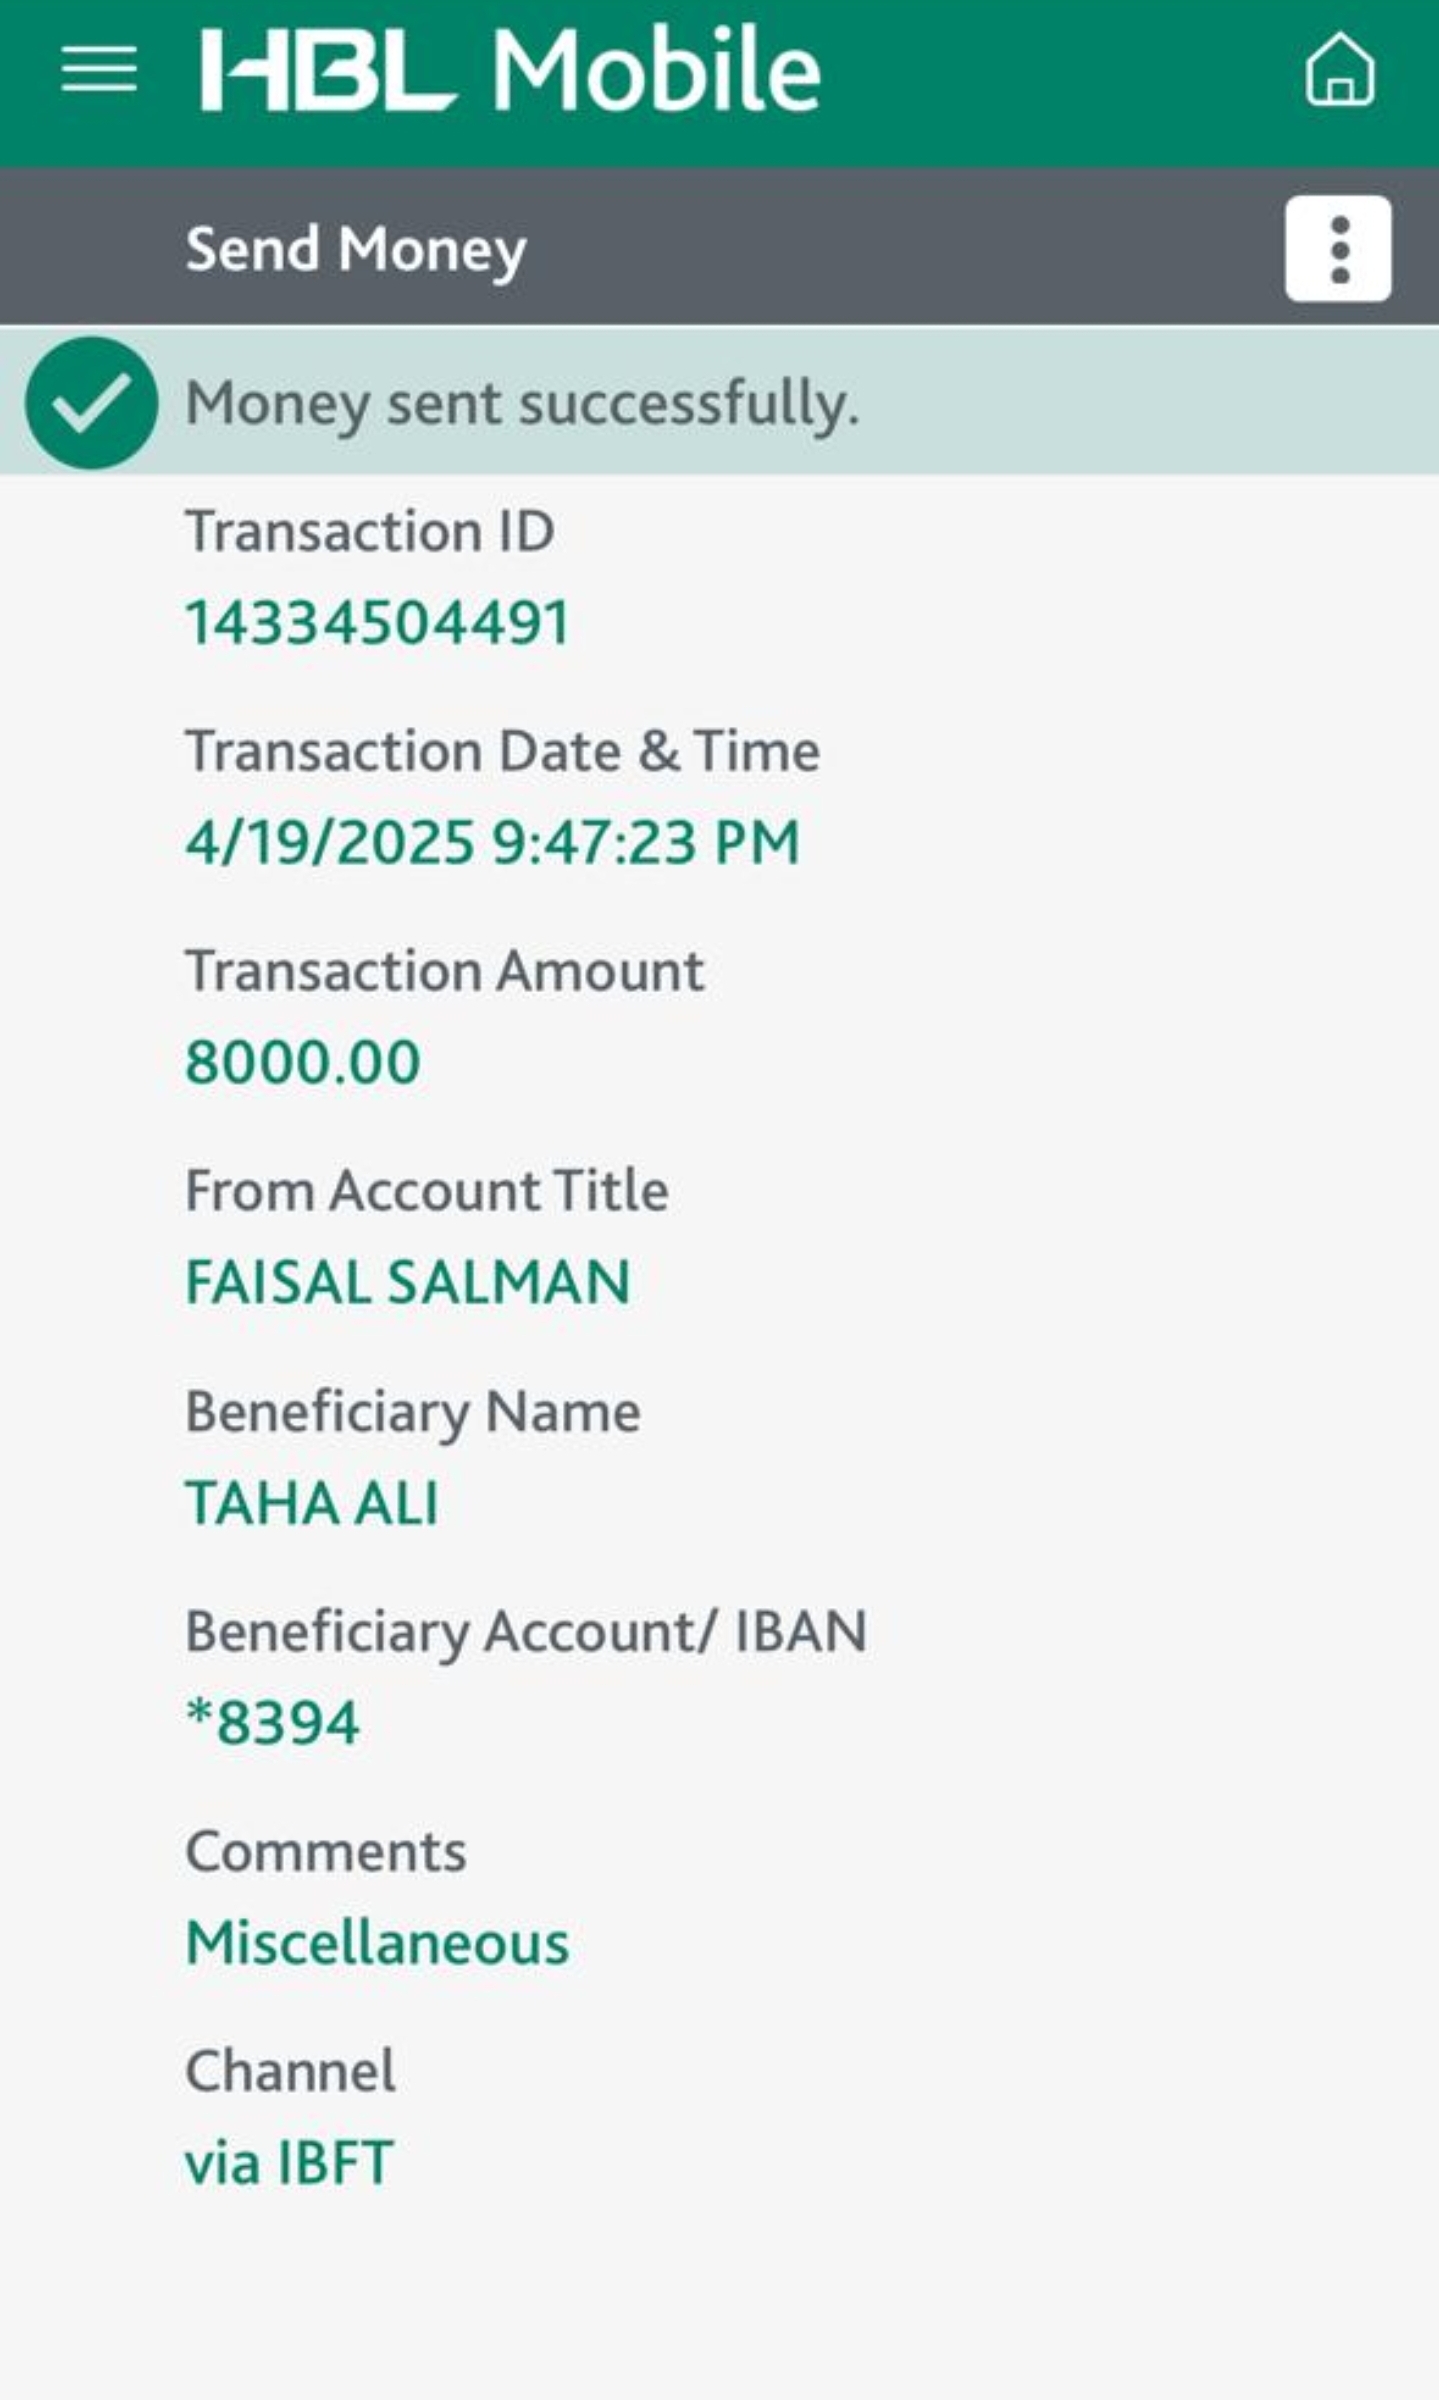 HBL Mobile
Send Money
Money sent successfully.
Transaction ID
14334504491
Transaction Date & Time
4/19/2025 9:47:23 PM
Transaction Amount
8000.00
From Account Title
FAISAL SALMAN
Beneficiary Name
TAHA ALI
Beneficiary Account/ IBAN
*8394
Comments
Miscellaneous
Channel
via IBFT